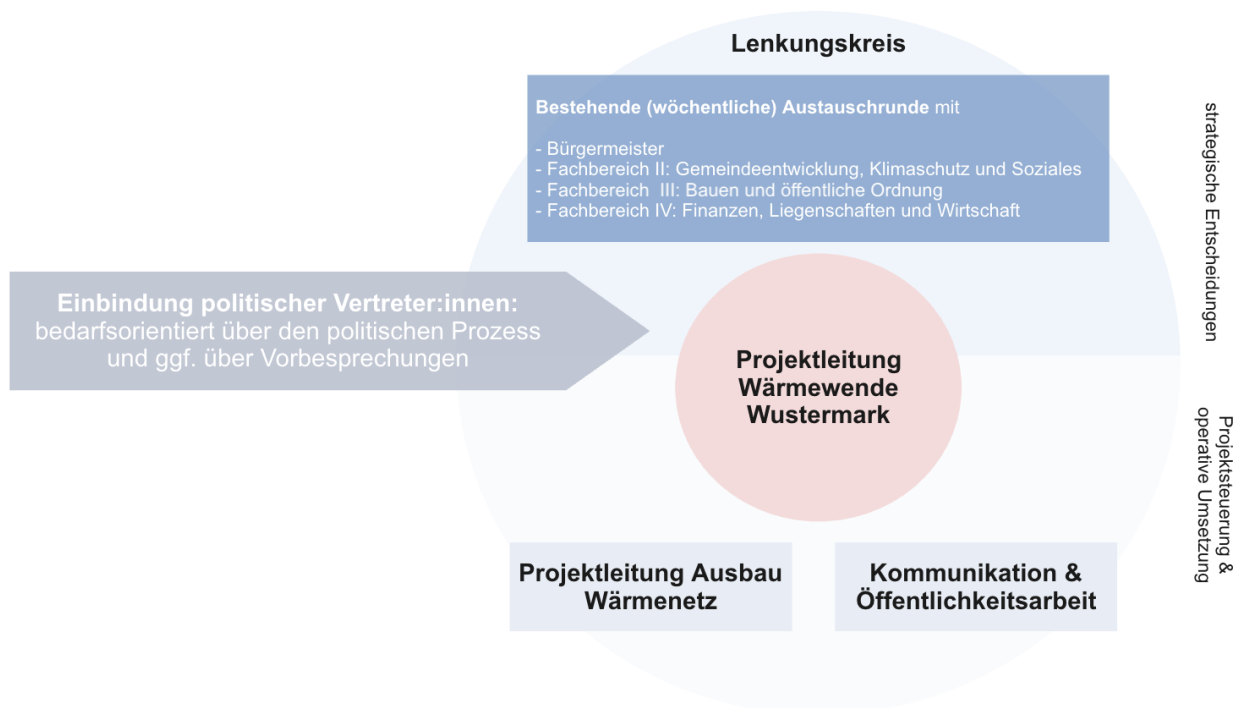 Lenkungskreis
Bestehende (wöchentliche) Austauschrunde mit
- Bürgermeister
- Fachbereich II: Gemeindeentwicklung, Klimaschutz und Soziales
- Fachbereich III: Bauen und öffentliche Ordnung
- Fachbereich IV: Finanzen, Liegenschaften und Wirtschaft
strategische Entscheidungen
Einbindung politischer Vertreter:innen:
bedarfsorientiert über den politischen Prozess
und ggf. über Vorbesprechungen
Projektleitung
Wärmewende
Wustermark
Projektsteuerung &
operative Umsetzung
Projektleitung Ausbau
Wärmenetz
Kommunikation &
Öffentlichkeitsarbeit